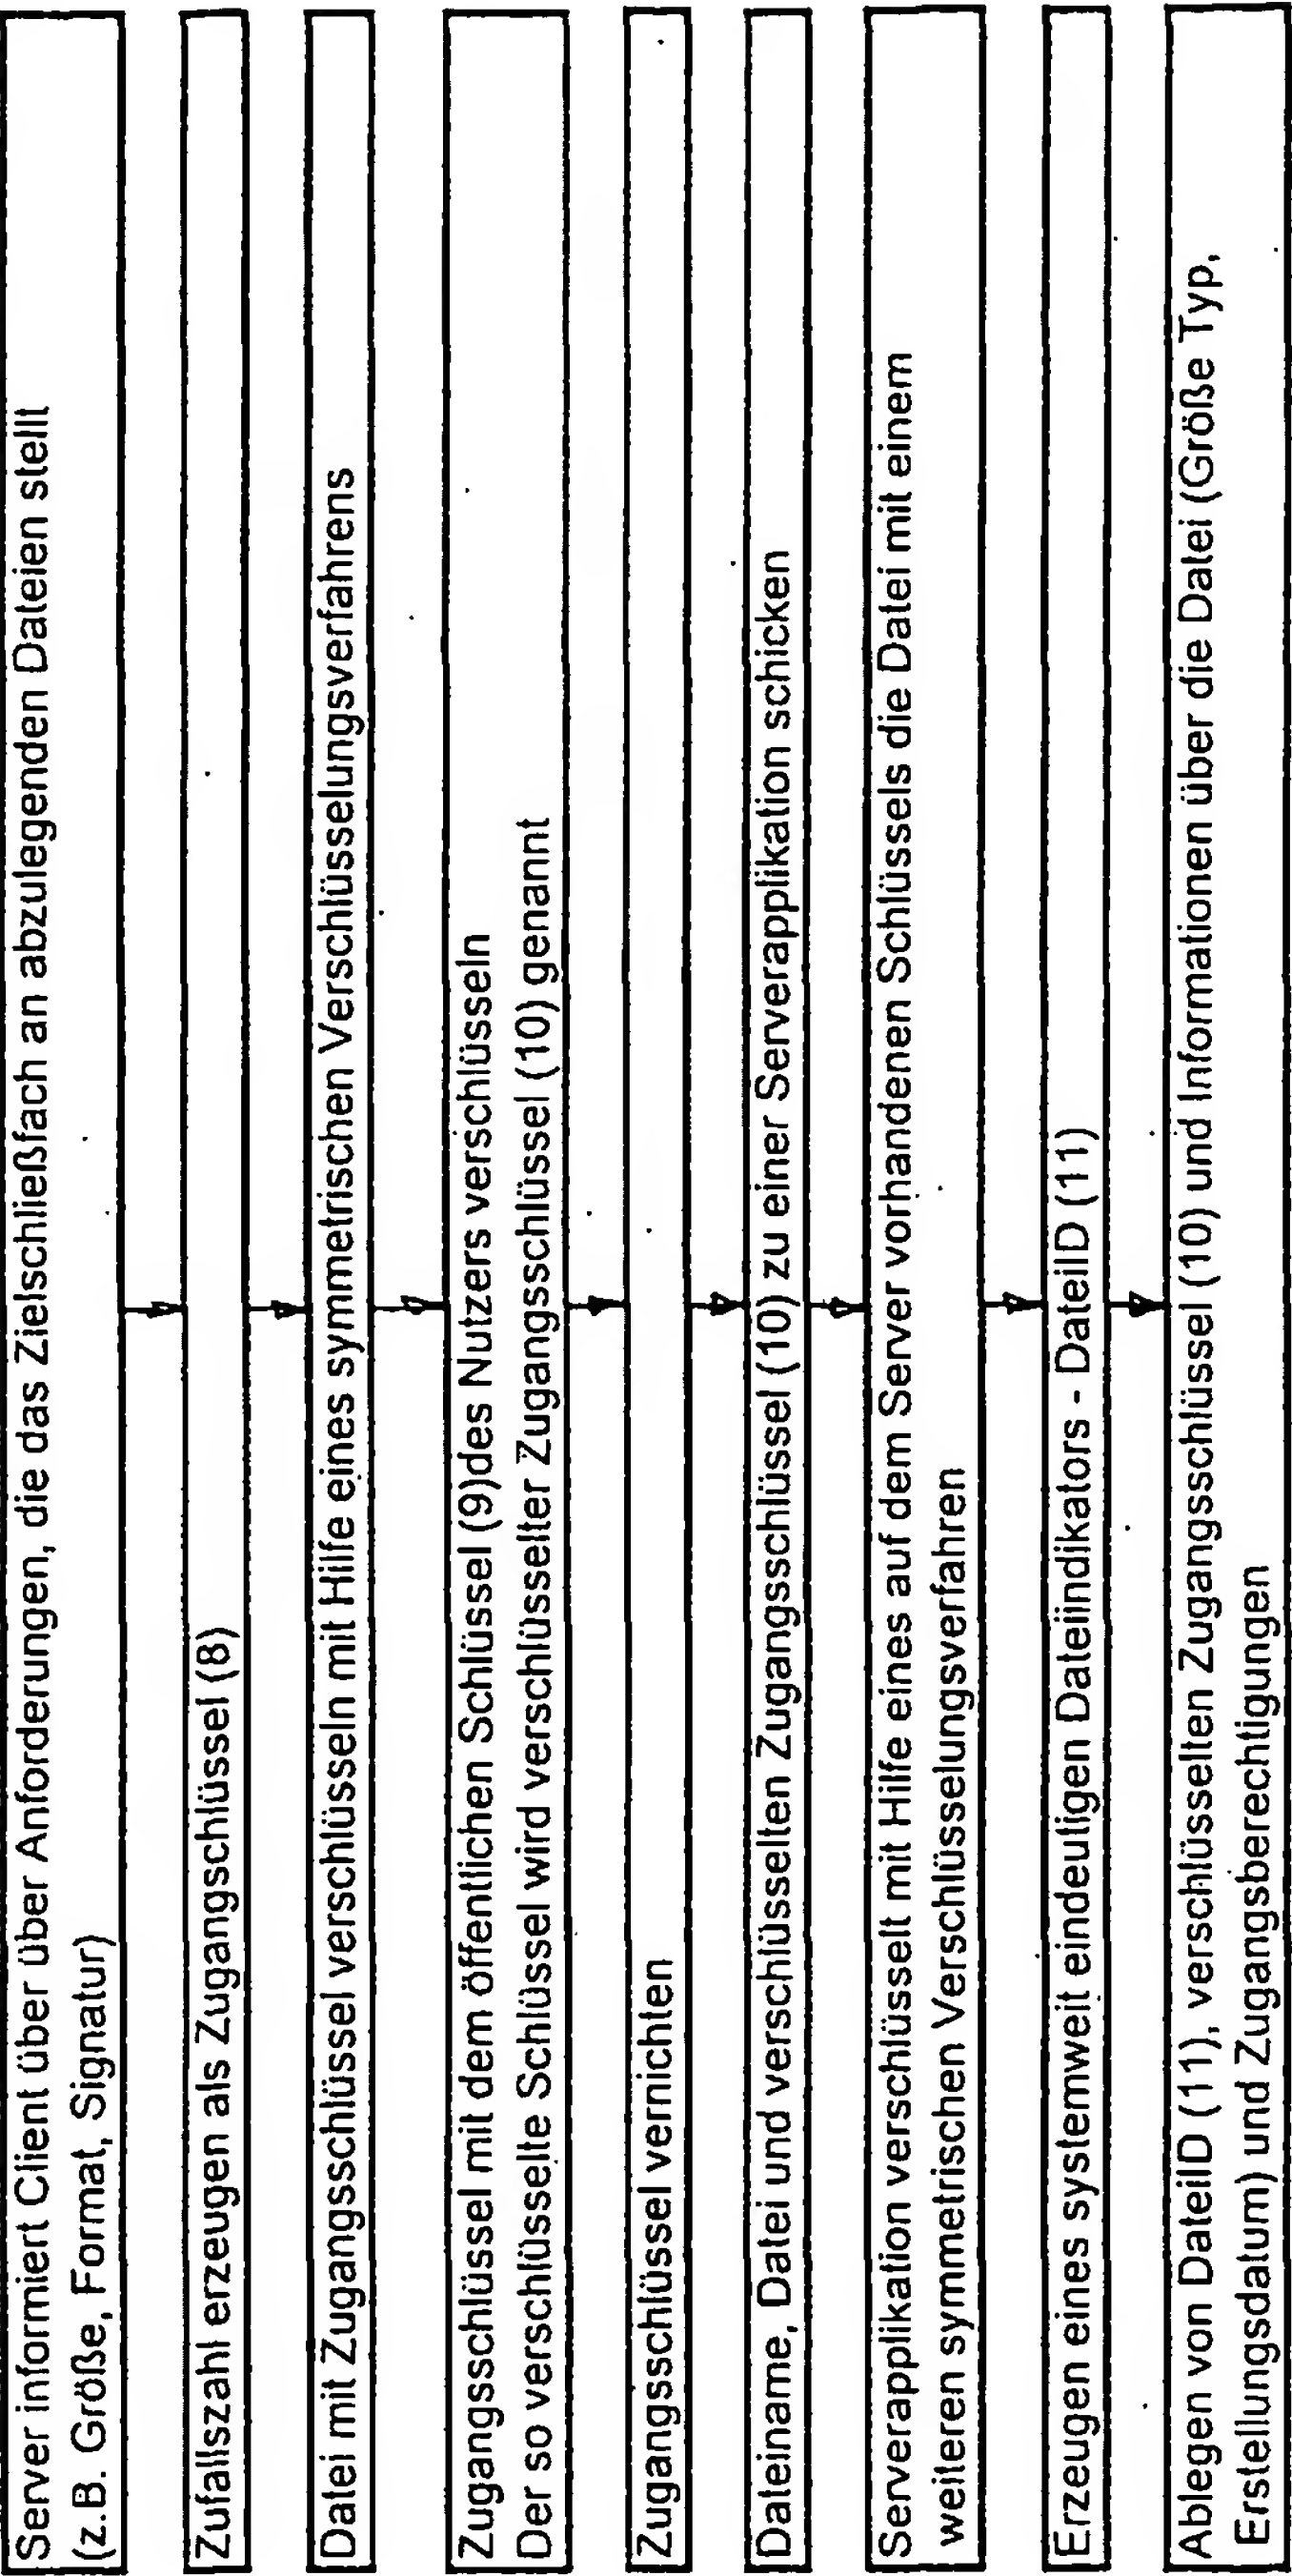 Server informiert Client über über Anforderungen, die das Zielschließfach an abzulegenden Dateien stellt
(z.B. Größe, Format, Signatur)
Zufallszahl erzeugen als Zugangschlüssel (8)
Datei mit Zugangsschlüssel verschlüsseln mit Hilfe eines symmetrischen Verschlüsselungsverfahrens
Zugangsschlüssel mit dem öffentlichen Schlüssel (9)des Nutzers verschlüsseln
Der so verschlüsselte Schlüssel wird verschlüsselter Zugangsschlüssel (10) genannt
Zugangsschlüssel vernichten
Dateiname, Datei und verschlüsselten Zugangsschlüssel (10) zu einer Serverapplikation schicken
Serverapplikation verschlüsselt mit Hilfe eines auf dem Server vorhandenen Schlüssels die Datei mit einem
weiteren symmetrischen Verschlüsselungsverfahren
Erzeugen eines systemweit eindeutigen Dateiindikators - DateiID (11)
Ablegen von DateiID (11), verschlüsselten Zugangsschlüssel (10) und Informationen über die Datei (Größe Typ,
Erstellungsdatum) und Zugangsberechtigungen